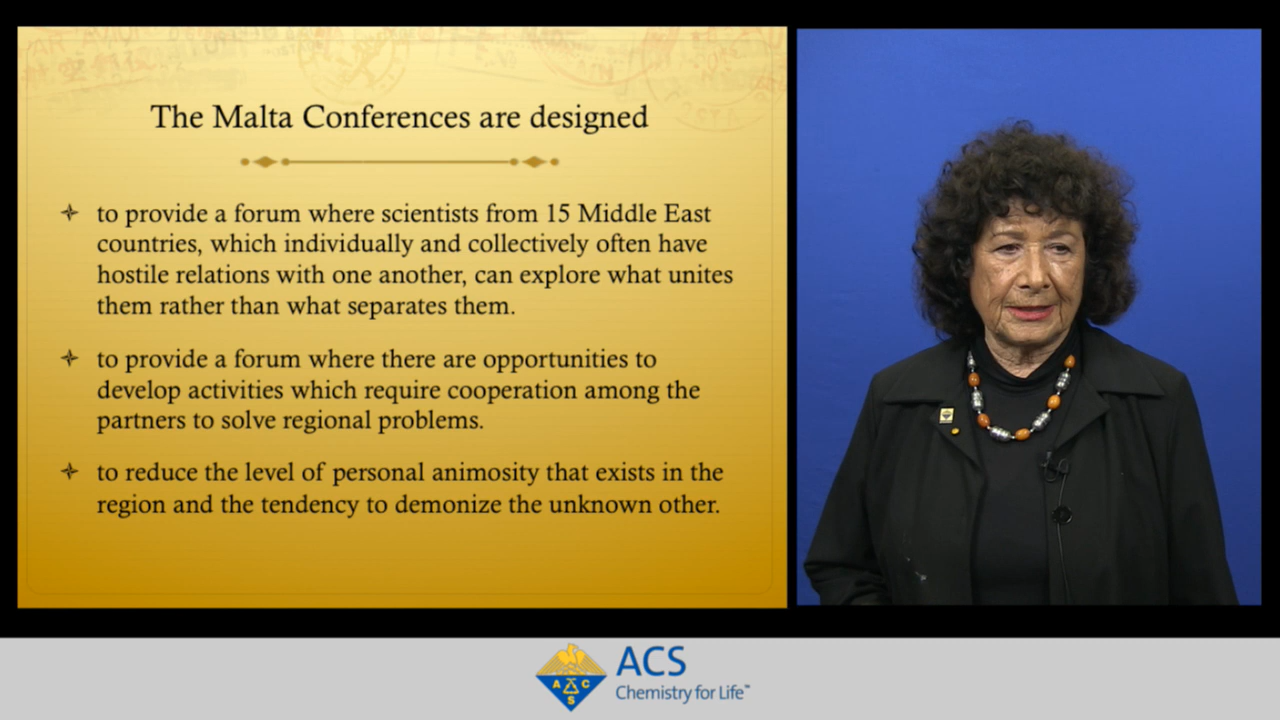 The Malta Conferences are designed
to provide a forum where scientists from 15 Middle East
countries, which individually and collectively often have
hostile relations with one another, can explore what unites
them rather than what separates them.
to provide a forum where there are opportunities to
develop activities which require cooperation among the
partners to solve regional problems.
to reduce the level of personal animosity that exists in the
region and the tendency to demonize the unknown other.
A C
S
ACS
Chemistry for Life™